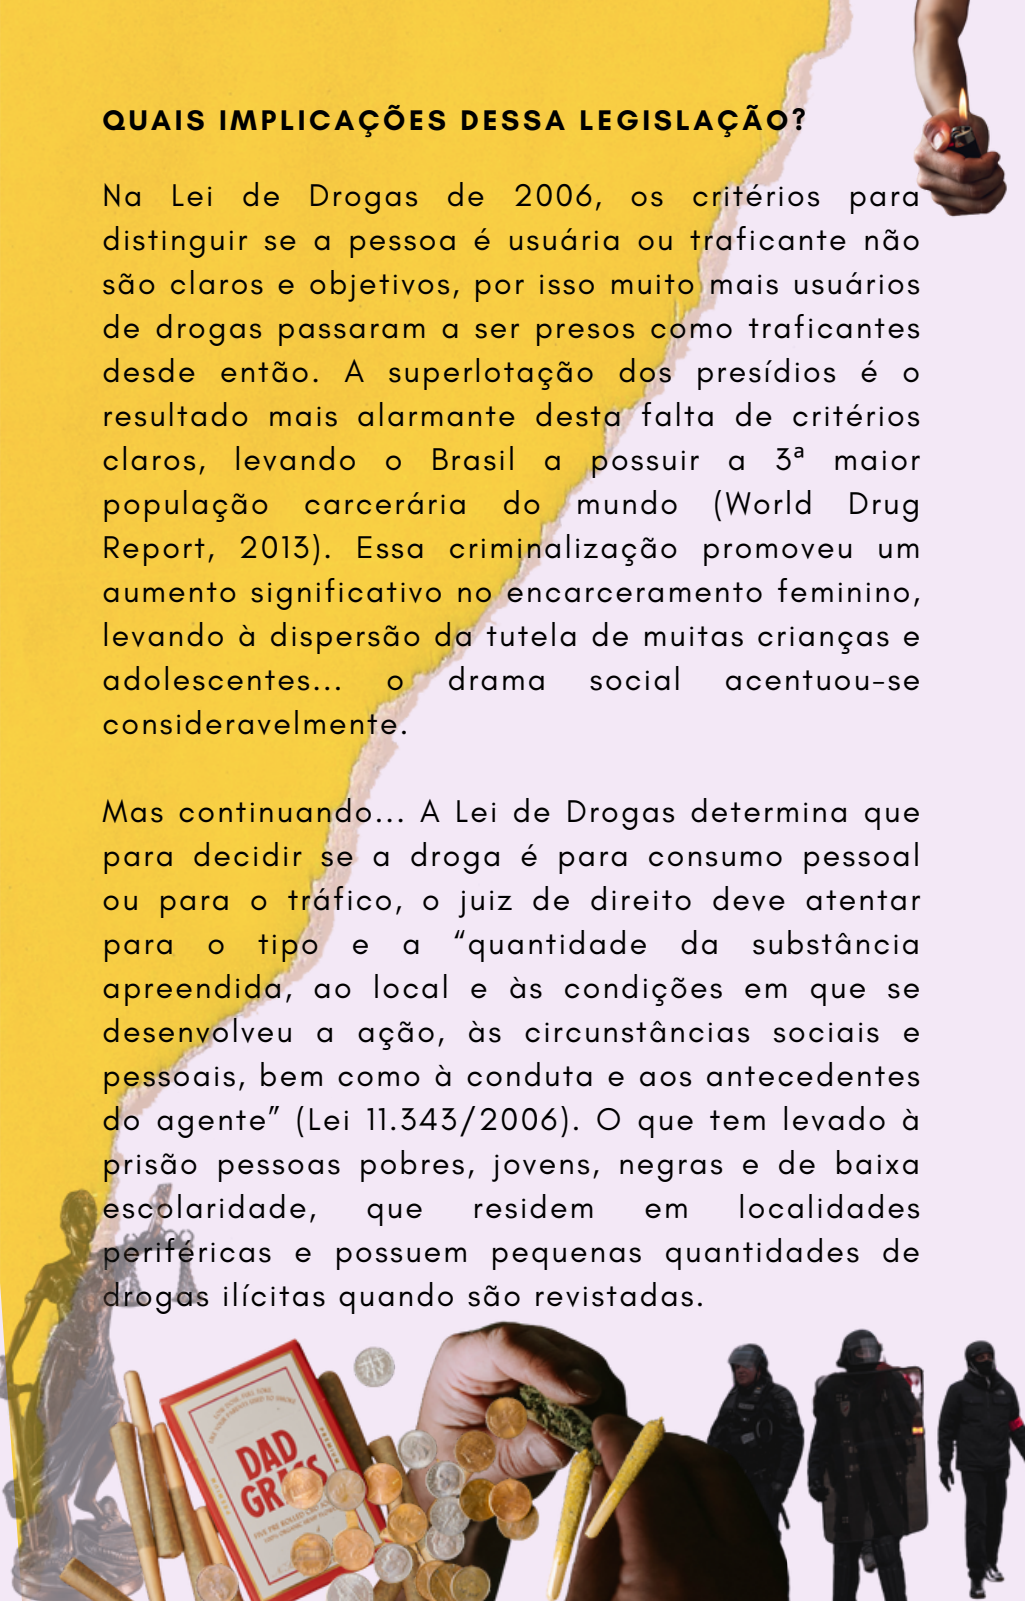 QUAIS IMPLICAÇÕES DESSA LEGISLAÇÃO?
Na Lei de Drogas de 2006, os critérios para
distinguir se a pessoa é usuária ou traficante não
são claros e objetivos, por isso muito mais usuários
de drogas passaram a ser presos como traficantes
desde então. A superlotação dos presídios é o
resultado mais alarmante desta falta de critérios
claros, levando o Brasil a possuir a 3ª maior
população carcerária do mundo (World Drug
Report, 2013). Essa criminalização promoveu um
aumento significativo no encarceramento feminino,
levando à dispersão da tutela de muitas crianças e
adolescentes... o drama social acentuou-se
consideravelmente.
Mas continuando... A Lei de Drogas determina que
para decidir se a droga é para consumo pessoal
ou para o tráfico, o juiz de direito deve atentar
para o tipo e a “quantidade da substância
apreendida, ao local e às condições em que se
desenvolveu a ação, às circunstâncias sociais e
pessoais, bem como à conduta e aos antecedentes
do agente” (Lei 11.343/2006). O que tem levado à
prisão pessoas pobres, jovens, negras e de baixa
escolaridade, que residem em localidades
periféricas e possuem pequenas quantidades de
drogas ilícitas quando são revistadas.
DAD